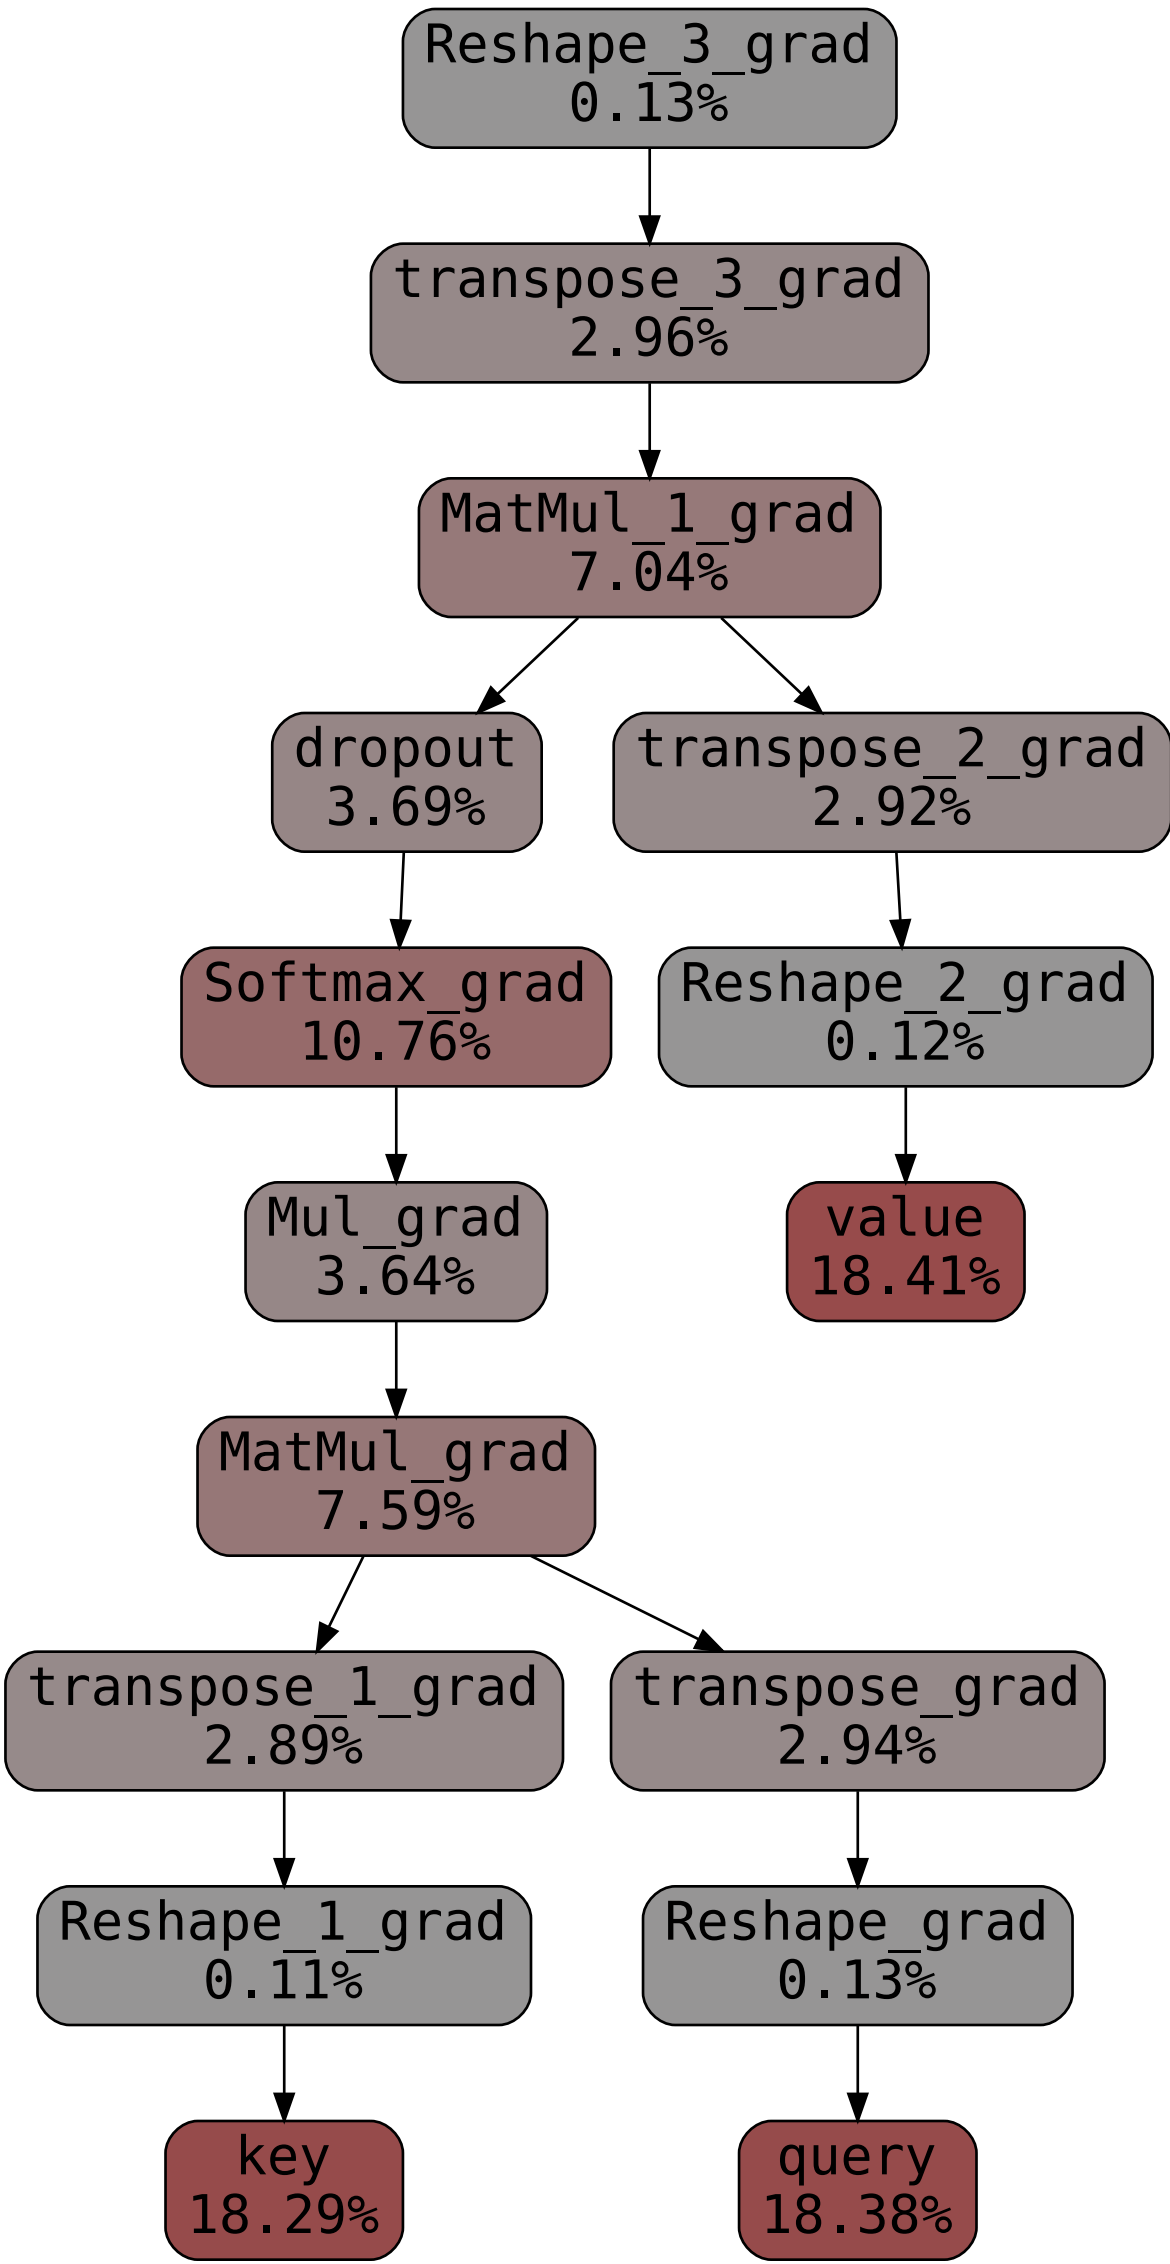 Reshape_3_grad
0.13%
transpose_3_grad
2.96%
MatMul_1_grad
7.04%
dropout
3.69%
transpose_2_grad
2.92%
Softmax_grad
10.76%
Reshape_2_grad
0.12%
Mul_grad
3.64%
value
18.41%
MatMul_grad
7.59%
transpose_1_grad
2.89%
transpose_grad
2.94%
Reshape_1_grad
0.11%
Reshape_grad
0.13%
key
18.29%
query
18.38%